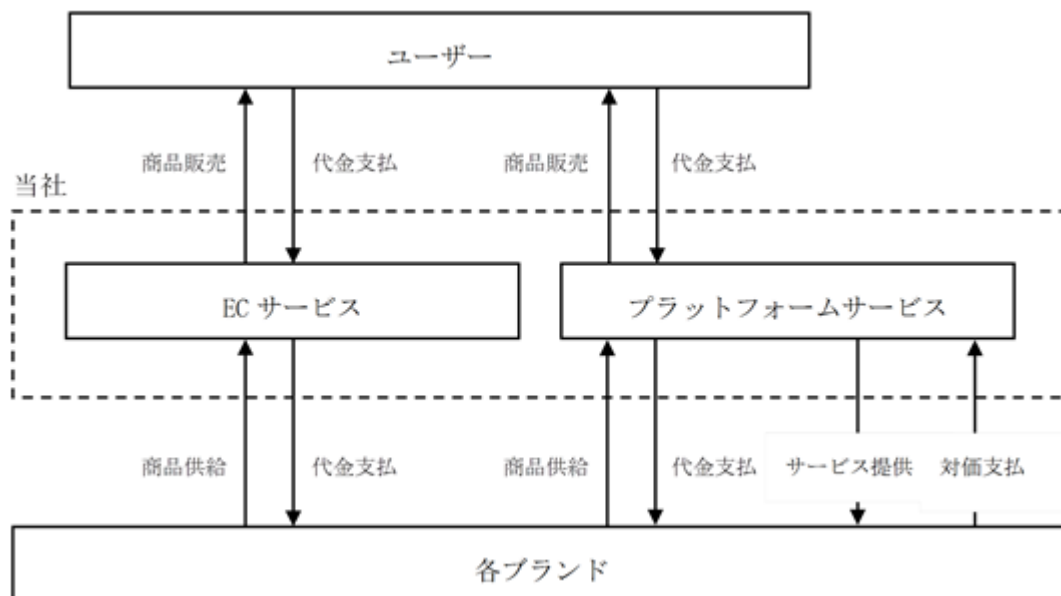 ユーザー
商品販売 代金支払 商品販売 代金支払
当社
EC サービス プラットフォームサービス
商品供給 代金支払 商品供給 代金支払 サービス提供 対価支払
各ブランド